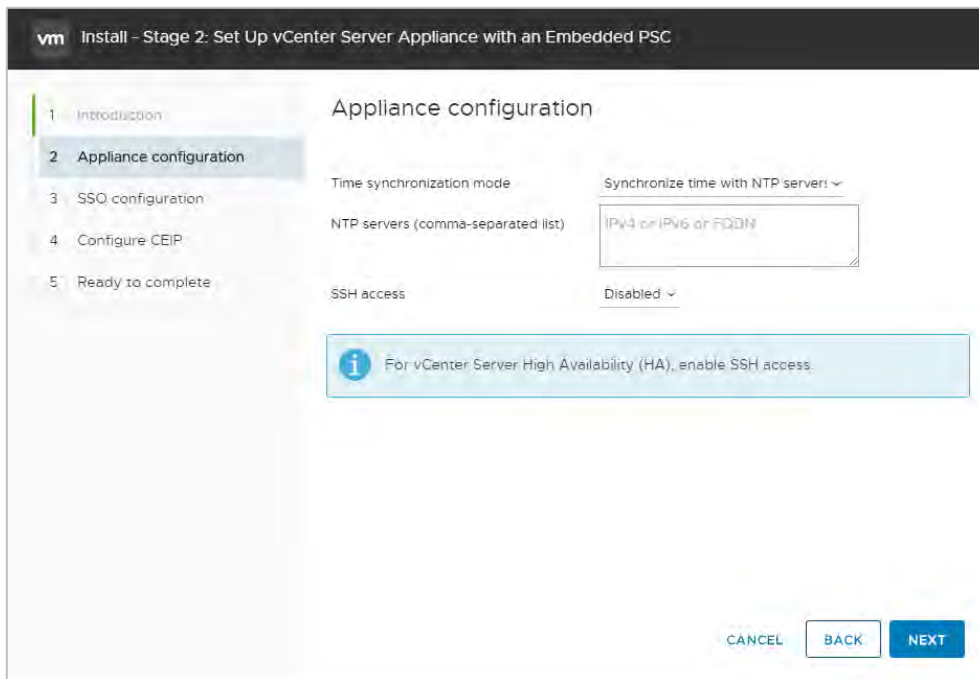 vm Install - Stage 2: Set Up vCenter Server Appliance with an Embedded PSC
1 Introduction
2 Appliance configuration
3 SSO configuration
4 Configure CEIP
5 Ready to complete
Appliance configuration
Time synchronization mode Synchronize time with NTP servers
NTP servers (comma-separated list) IPv4 or IPv6 or FQDN
SSH access Disabled
i For vCenter Server High Availability (HA), enable SSH access.
CANCEL BACK NEXT